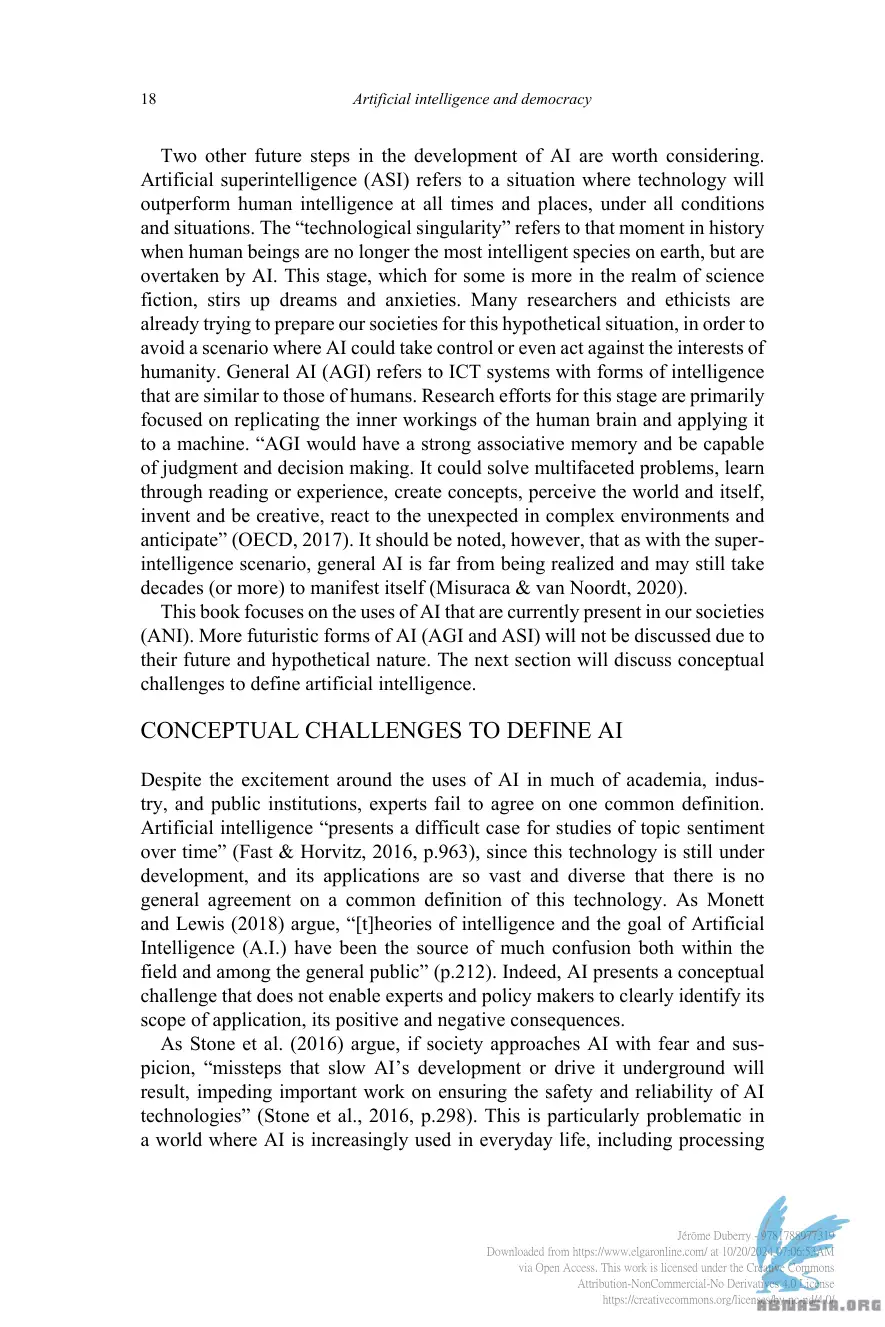 18
Artificial intelligence and democracy
Two other future steps in the development of AI are worth considering.
Artificial superintelligence (ASI) refers to a situation where technology will
outperform human intelligence at all times and places, under all conditions
and situations. The “technological singularity” refers to that moment in history
when human beings are no longer the most intelligent species on earth, but are
overtaken by AI. This stage, which for some is more in the realm of science
fiction, stirs up dreams and anxieties. Many researchers and ethicists are
already trying to prepare our societies for this hypothetical situation, in order to
avoid a scenario where AI could take control or even act against the interests of
humanity. General AI (AGI) refers to ICT systems with forms of intelligence
that are similar to those of humans. Research efforts for this stage are primarily
focused on replicating the inner workings of the human brain and applying it
to a machine. “AGI would have a strong associative memory and be capable
of judgment and decision making. It could solve multifaceted problems, learn
through reading or experience, create concepts, perceive the world and itself,
invent and be creative, react to the unexpected in complex environments and
anticipate” (OECD, 2017). It should be noted, however, that as with the super-
intelligence scenario, general AI is far from being realized and may still take
decades (or more) to manifest itself (Misuraca & van Noordt, 2020).
This book focuses on the uses of AI that are currently present in our societies
(ANI). More futuristic forms of AI (AGI and ASI) will not be discussed due to
their future and hypothetical nature. The next section will discuss conceptual
challenges to define artificial intelligence.
CONCEPTUAL CHALLENGES TO DEFINE AI
Despite the excitement around the uses of AI in much of academia, indus-
try, and public institutions, experts fail to agree on one common definition.
Artificial intelligence “presents a difficult case for studies of topic sentiment
over time” (Fast & Horvitz, 2016, p.963), since this technology is still under
development, and its applications are so vast and diverse that there is no
general agreement on a common definition of this technology. As Monett
and Lewis (2018) argue, “[t]heories of intelligence and the goal of Artificial
Intelligence (A.I.) have been the source of much confusion both within the
field and among the general public” (p.212). Indeed, AI presents a conceptual
challenge that does not enable experts and policy makers to clearly identify its
scope of application, its positive and negative consequences.
As Stone et al. (2016) argue, if society approaches AI with fear and sus-
picion, “missteps that slow AI’s development or drive it underground will
result, impeding important work on ensuring the safety and reliability of AI
technologies” (Stone et al., 2016, p.298). This is particularly problematic in
a world where AI is increasingly used in everyday life, including processing
Jérôme Duberry - 9781788977319
Downloaded from https://www.elgaronline.com/ at 10/20/2024 07:06:53AM
via Open Access. This work is licensed under the Creative Commons
Attribution-NonCommercial-No Derivatives 4.0 License
https://creativecommons.org/licenses/by-nc-nd/4.0/
ABMASIA.ORG